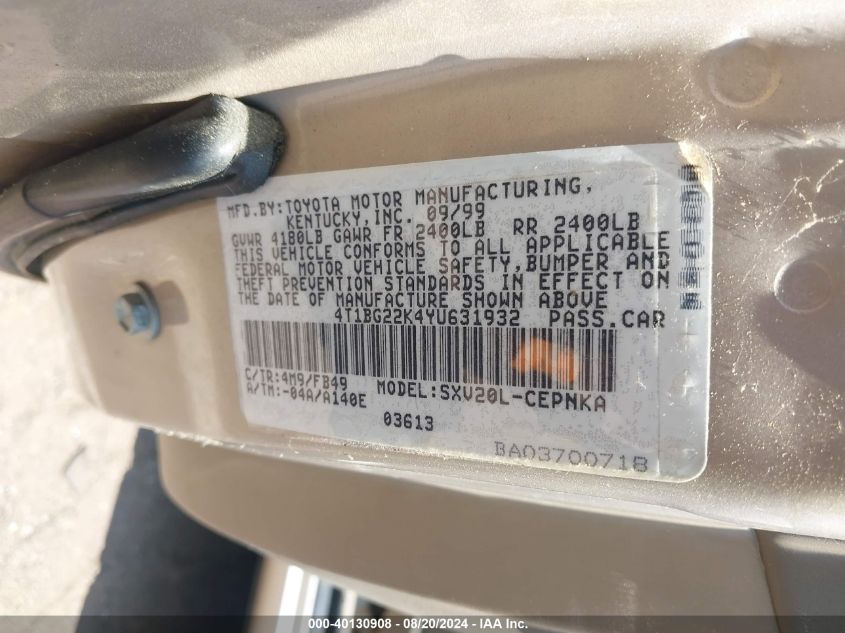 MFD.BY:TOYOTA MOTOR MANUFACTURING,
KENTUCKY,INC. 09/99
GVWR 4180LB GAWR FR 2400LB RR 2400LB
THIS VEHICLE CONFORMS TO ALL APPLICABLE
FEDERAL MOTOR VEHICLE SAFETY,BUMPER AND
THEFT PREVENTION STANDARDS IN EFFECT ON
THE DATE OF MANUFACTURE SHOWN ABOVE
4T1BG22K4YU631932 PASS.CAR
C/TR:4M9/FB49 MODEL:SXV20L-CEPNKA
A/TM:-04A/A140E
03613
BA03700718
000-40130908 - 08/20/2024 - IAA Inc.